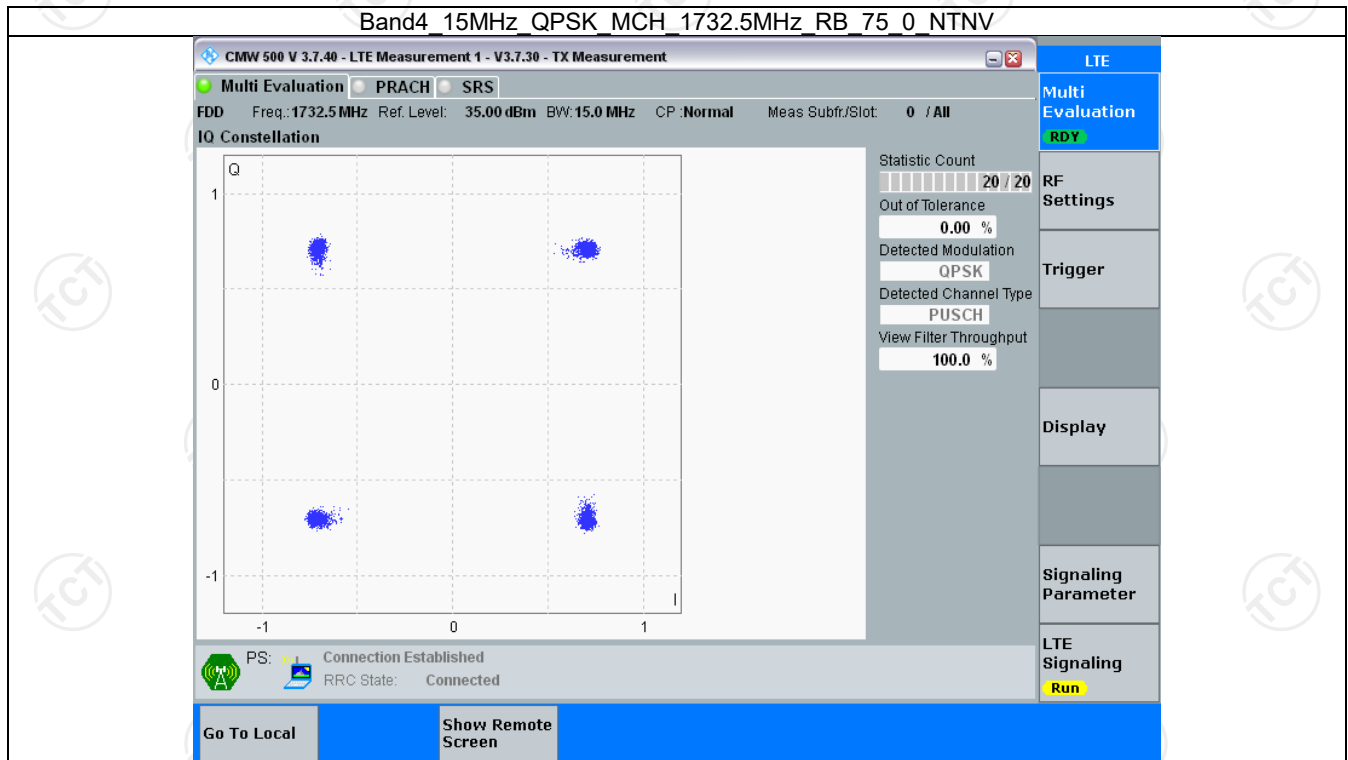 Band4_15MHz_QPSK_MCH_1732.5MHz_RB_75_0_NTNV
CMW 500 V 3.7.40 - LTE Measurement 1 - V3.7.30 - TX Measurement
LTE
Multi Evaluation PRACH SRS
FDD Freq.: 1732.5 MHz Ref. Level: 35.00 dBm BW: 15.0 MHz CP : Normal Meas Subfr./Slot: 0 / All
IQ Constellation
Q
1
0
-1
I
-1 0 1
Statistic Count
20 / 20
Out of Tolerance
0.00 %
Detected Modulation
QPSK
Detected Channel Type
PUSCH
View Filter Throughput
100.0 %
Multi
Evaluation
RDY
RF
Settings
Trigger
Display
Signaling
Parameter
LTE
Signaling
Run
PS: Connection Established
RRC State: Connected
Go To Local
Show Remote
Screen
TCT
TCT
TCT
TCT